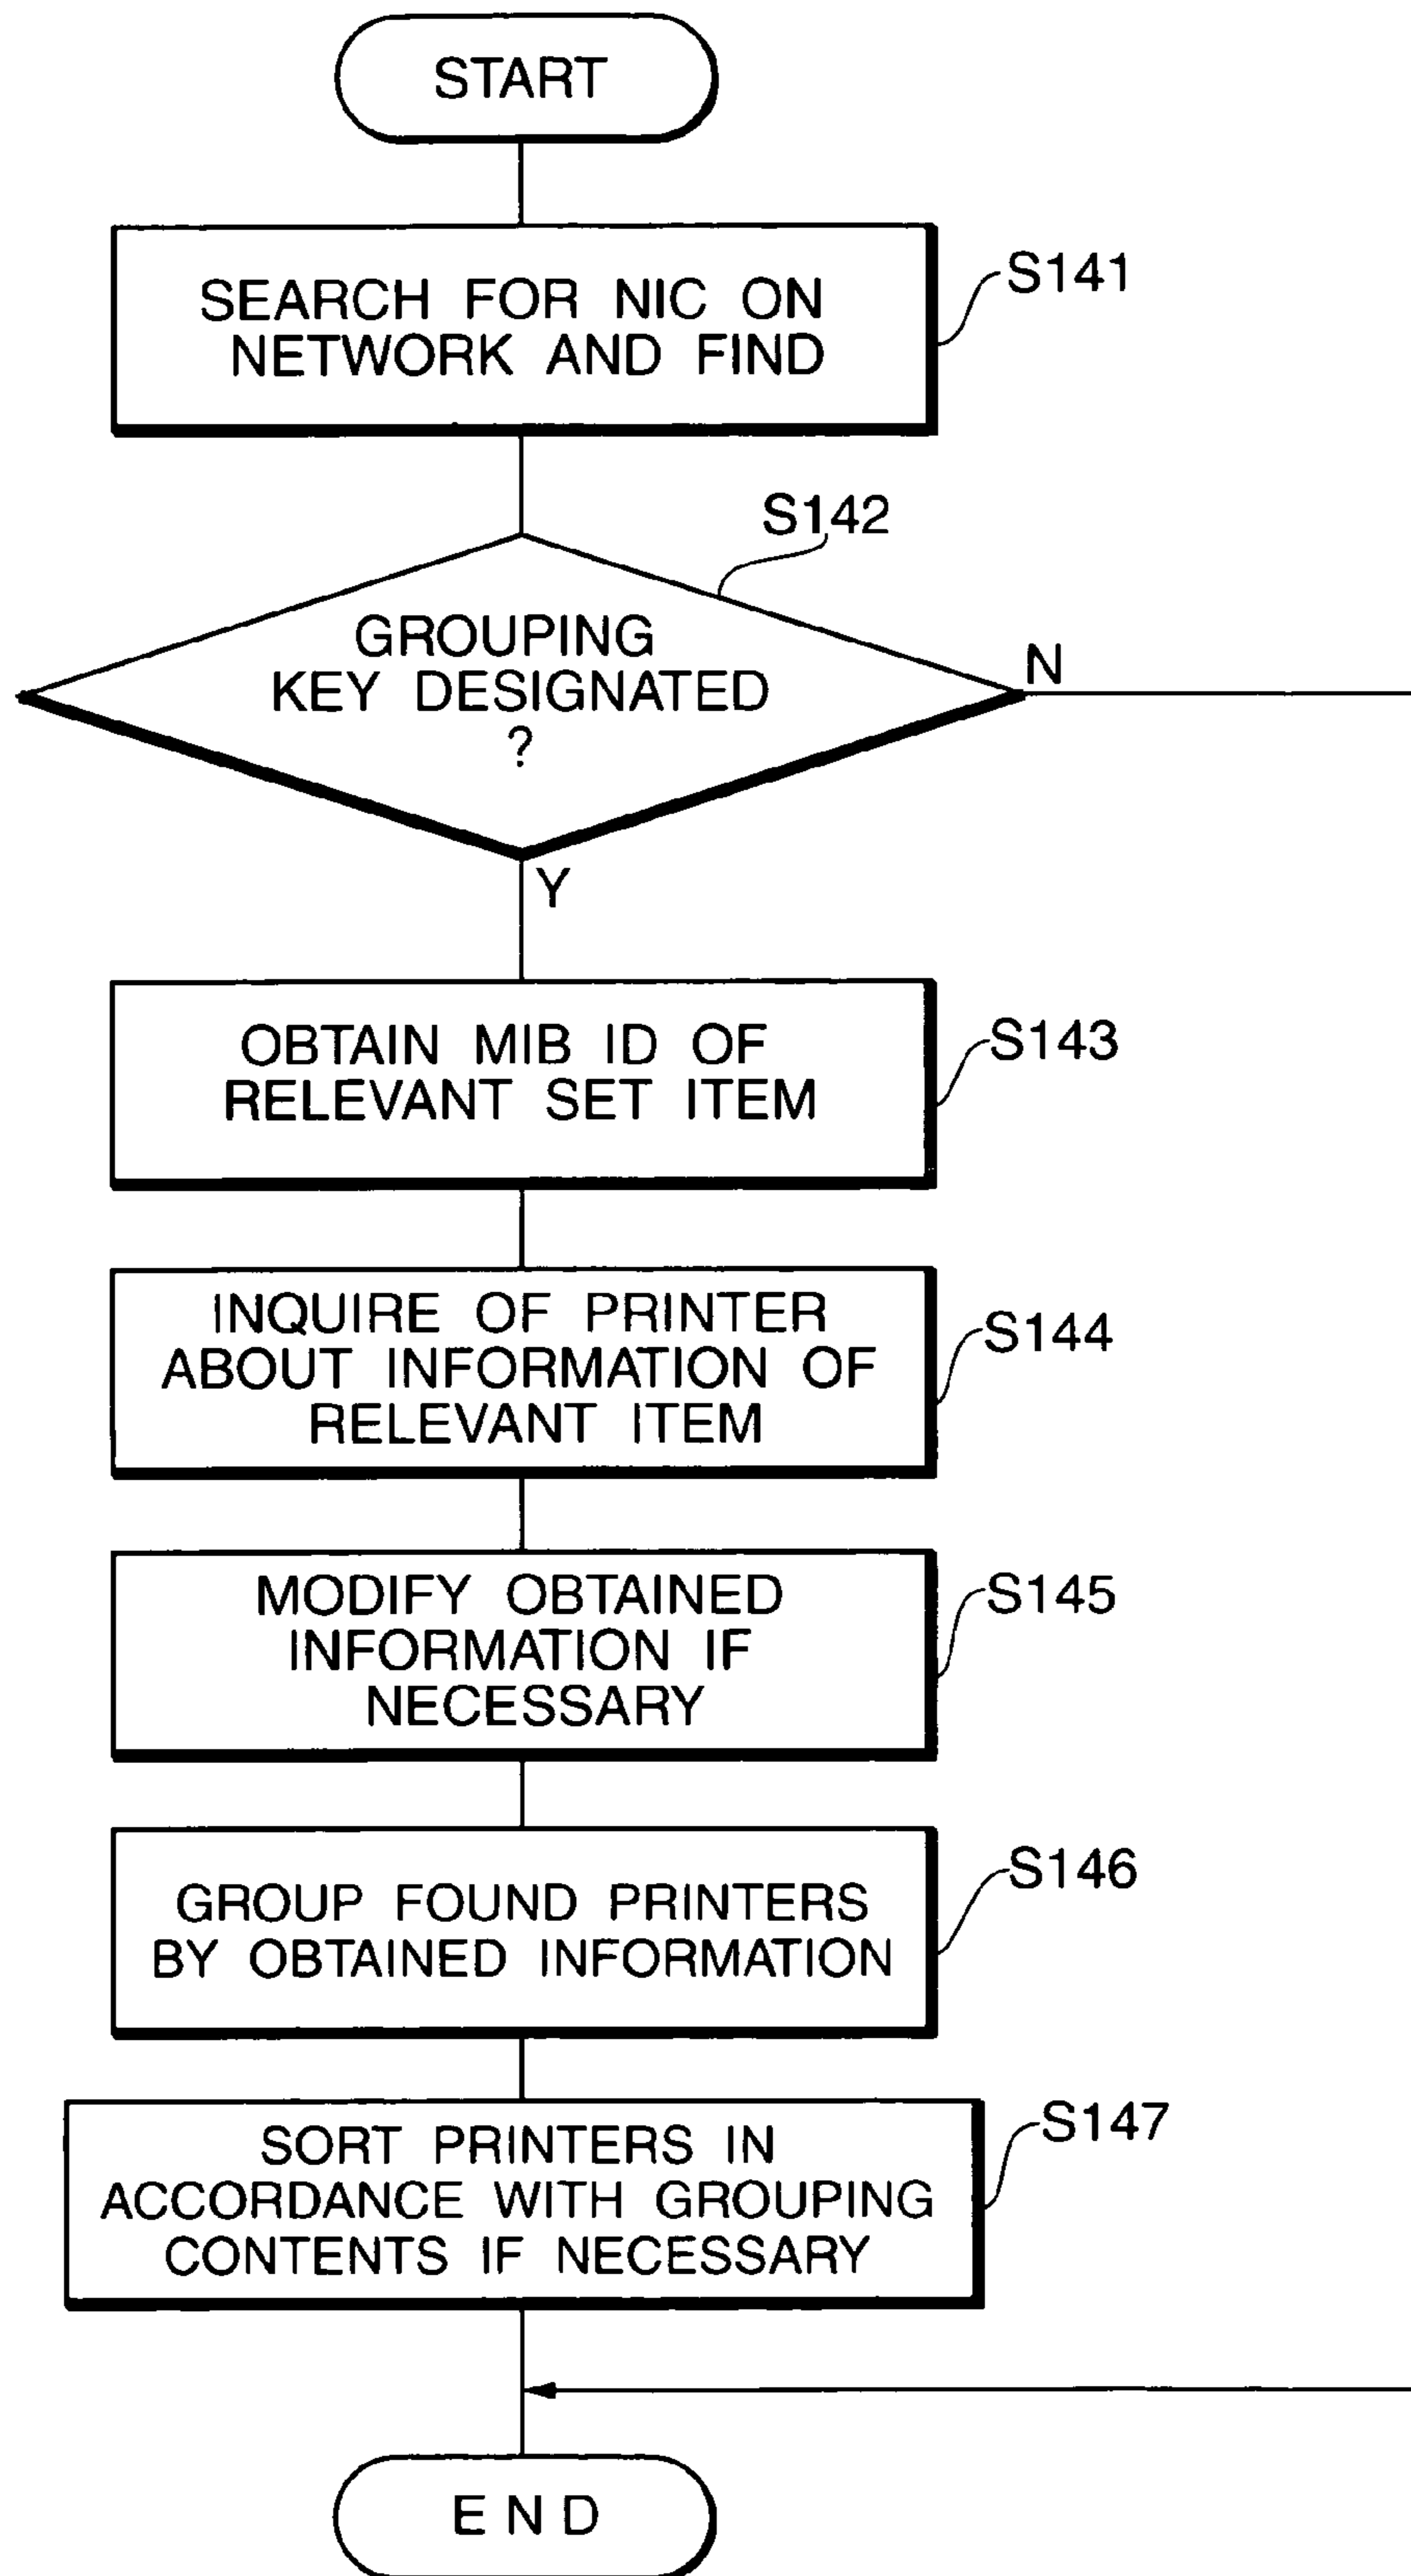 START
SEARCH FOR NIC ON
NETWORK AND FIND
S141
S142
GROUPING
KEY DESIGNATED
?
N
Y
OBTAIN MIB ID OF
RELEVANT SET ITEM
S143
INQUIRE OF PRINTER
ABOUT INFORMATION OF
RELEVANT ITEM
S144
MODIFY OBTAINED
INFORMATION IF
NECESSARY
S145
GROUP FOUND PRINTERS
BY OBTAINED INFORMATION
S146
SORT PRINTERS IN
ACCORDANCE WITH GROUPING
CONTENTS IF NECESSARY
S147
END